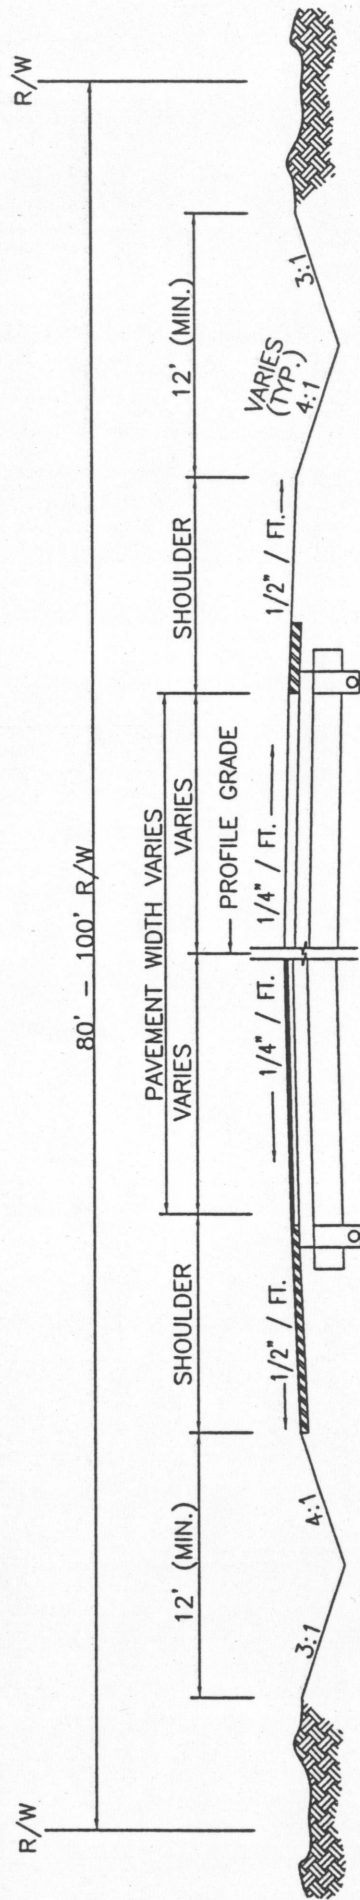 R/W
R/W
80' – 100' R/W
PAVEMENT WIDTH VARIES
12' (MIN.)
SHOULDER
VARIES
VARIES
SHOULDER
12' (MIN.)
PROFILE GRADE
1/2" / FT.
1/4" / FT.
1/4" / FT.
1/2" / FT.
VARIES
(TYP.)
4:1
3:1
4:1
3:1